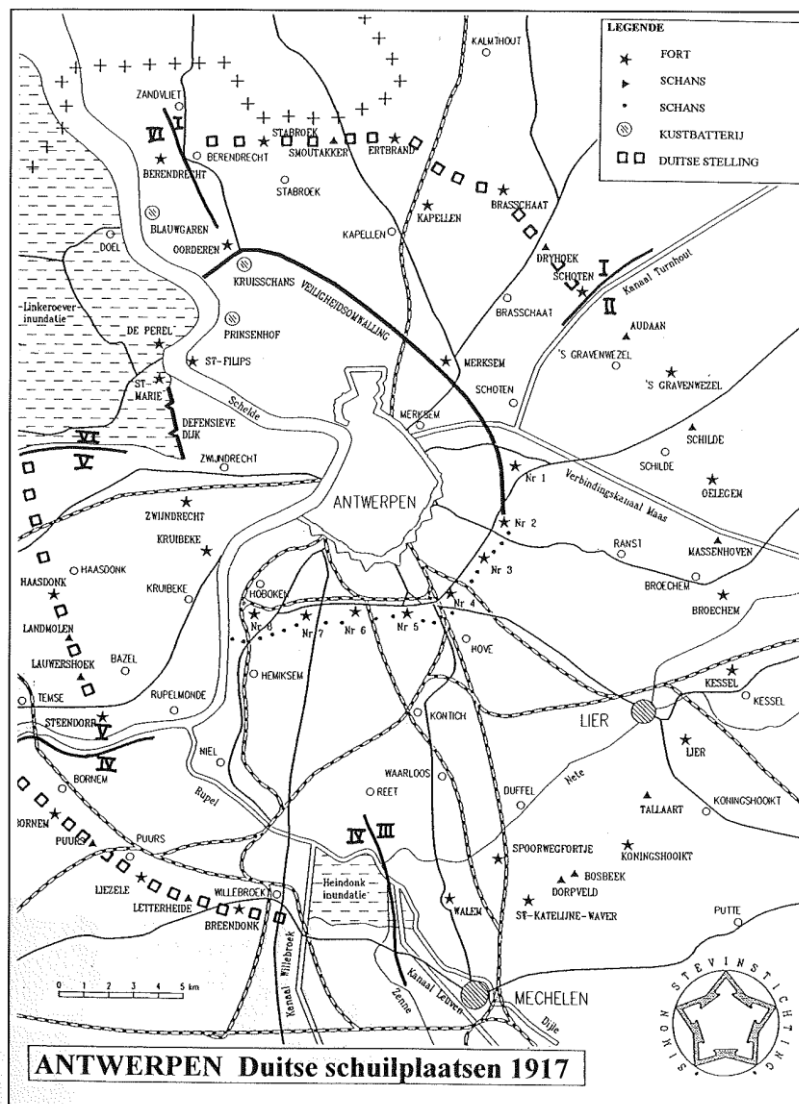 LEGENDE
FORT
SCHANS
SCHANS
KUSTBATTERIJ
DUITSE STELLING
KALMTHOUT
ZANDVLIET
VI
I
STABROEK
BERENDRECHT
SMOUTAKKER
ERTBRAND
BERENDRECHT
STABROEK
BRASSCHAAT
KAPELLEN
BLAUWGAREN
DOEL
OORDEREN
KAPELLEN
DRYHOEK
KRUISSCHANS
VEILIGHEIDSOMWALLING
SCHOTEN
I
II
Kanaal Turnhout
BRASSCHAAT
-Linkeroever-
inundatie
PRINSENHOF
DE PEREL
ST-FILIPS
AUDAAN
'S GRAVENWEZEL
MERKSEM
'S GRAVENWEZEL
ST-
MARIE
SCHOTEN
Schelde
DEFENSIEVE
DIJK
MERKSEM
VI
V
SCHILDE
ZWIJNDRECHT
SCHILDE
Nr 1
Verbindingskanaal Maas
OELEGEM
ANTWERPEN
ZWIJNDRECHT
Nr 2
KRUIBEKE
RANST
MASSENHOVEN
Nr 3
HAASDONK
HAASDONK
HOBOKEN
BROECHEM
KRUIBEKE
Nr 4
BROECHEM
Nr 8
Nr 7
Nr 6
Nr 5
LANDMOLEN
HOVE
LAUWERSHOEK
BAZEL
HEMIKSEM
KESSEL
KESSEL
TEMSE
RUPELMONDE
STEENDORP
V
IV
KONTICH
LIER
LIER
NIEL
WAARLOOS
Nete
BORNEM
Rupel
REET
DUFFEL
TALLAART
KONINGSHOOIKT
BORNEM
PUURS
PUURS
IV
III
SPOORWEGFORTJE
KONINGSHOOIKT
LIEZELE
WILLEBROEK
Heindonk
inundatie
BOSBEEK
DORPVELD
LETTERHEIDE
WALEM
ST-KATELIJNE-WAVER
BREENDONK
PUTTE
Kanaal Willebroek
Zenne
Kanaal Leuven
MECHELEN
Dijle
0
5 km
SIMON STEVINSTICHTING
ANTWERPEN Duitse schuilplaatsen 1917